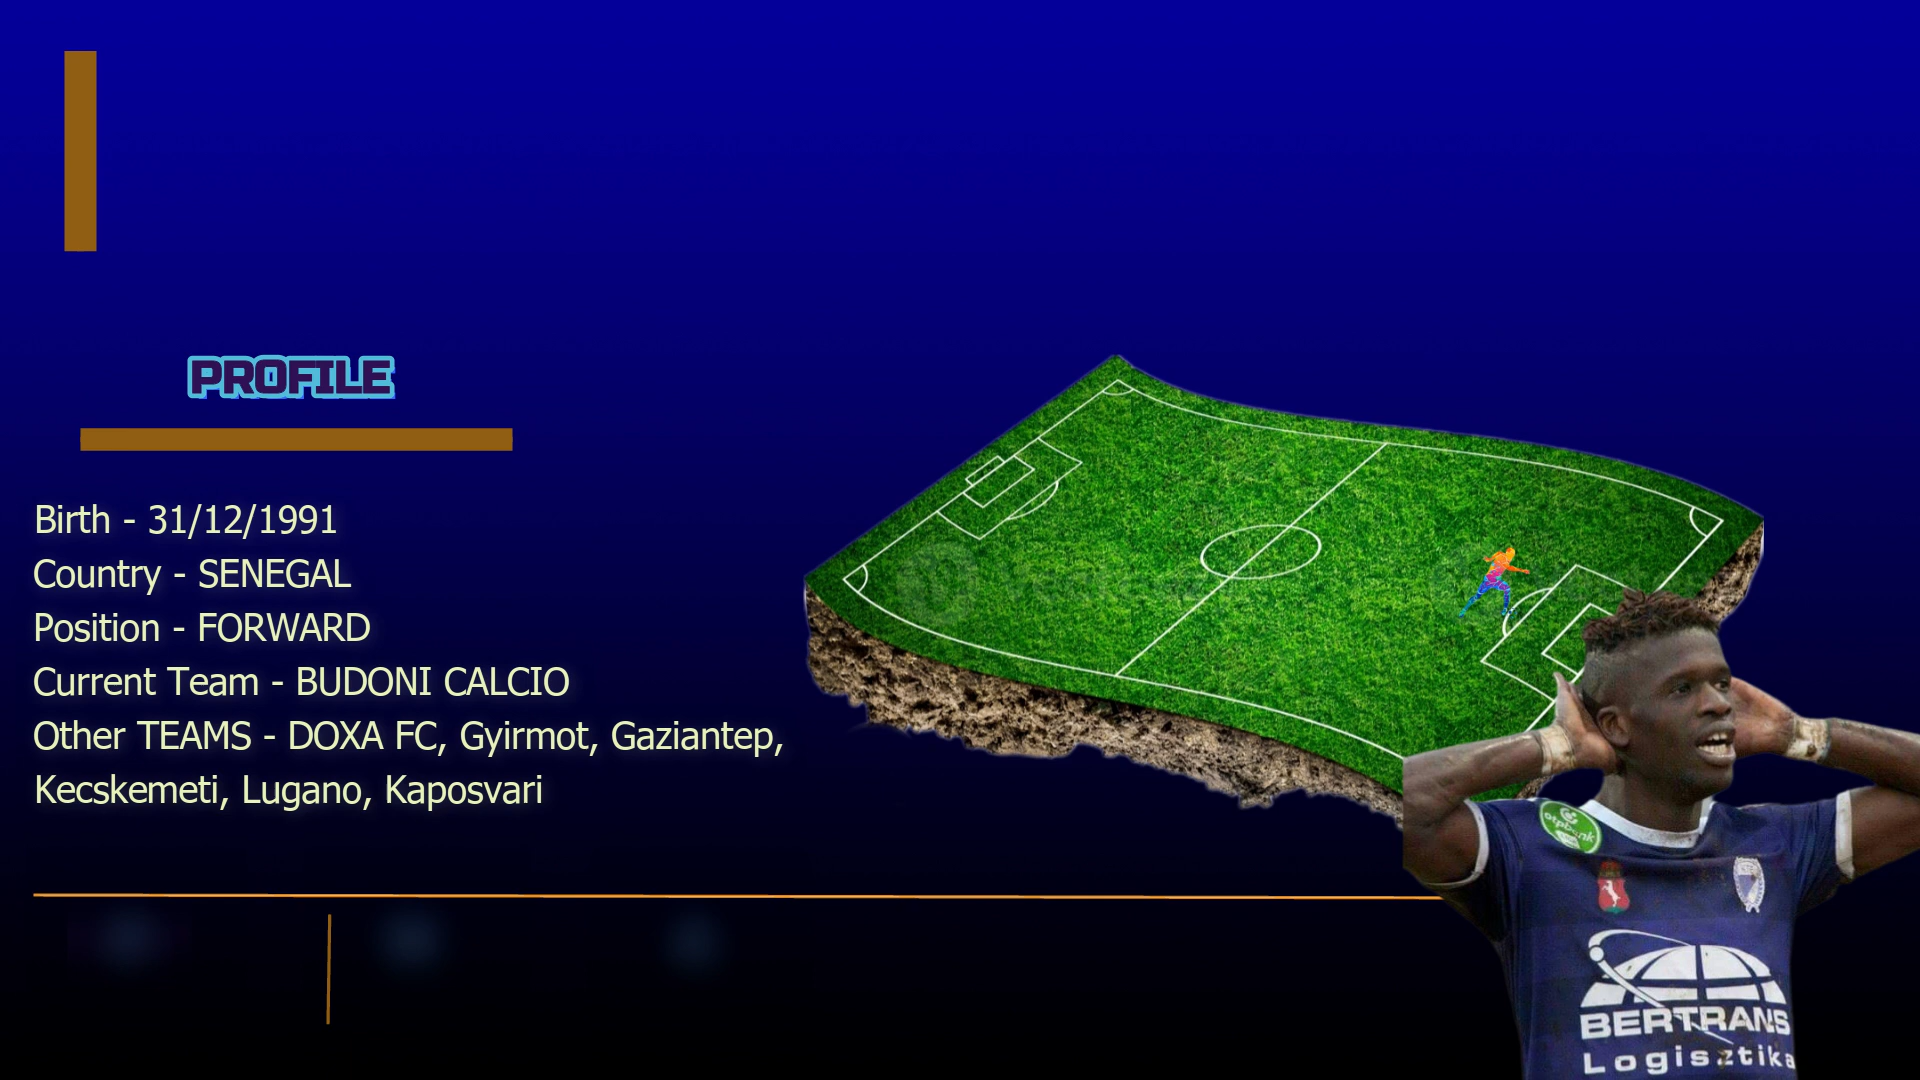 PROFILE
Birth - 31/12/1991
Country - SENEGAL
Position - FORWARD
Current Team - BUDONI CALCIO
Other TEAMS - DOXA FC, Gyirmot, Gaziantep,
Kecskemeti, Lugano, Kaposvari
otpbank
BERTRANS
Logisztika